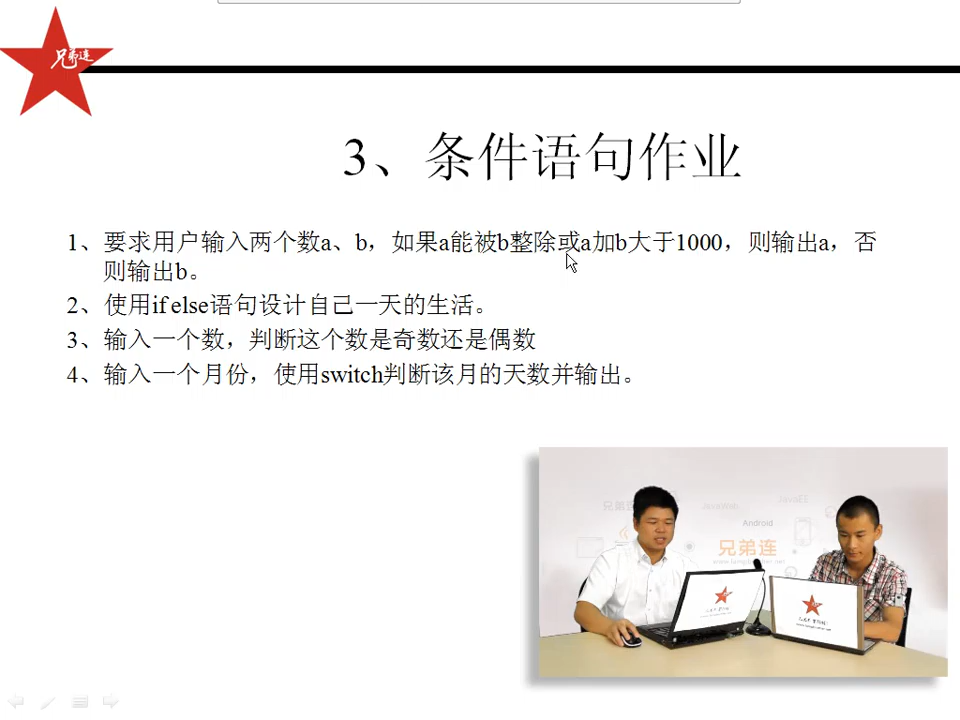 兄弟连
3、条件语句作业
1、要求用户输入两个数a、b，如果a能被b整除或a加b大于1000，则输出a，否
则输出b。
2、使用if else语句设计自己一天的生活。
3、输入一个数，判断这个数是奇数还是偶数
4、输入一个月份，使用switch判断该月的天数并输出。
JavaEE
Android
兄弟连